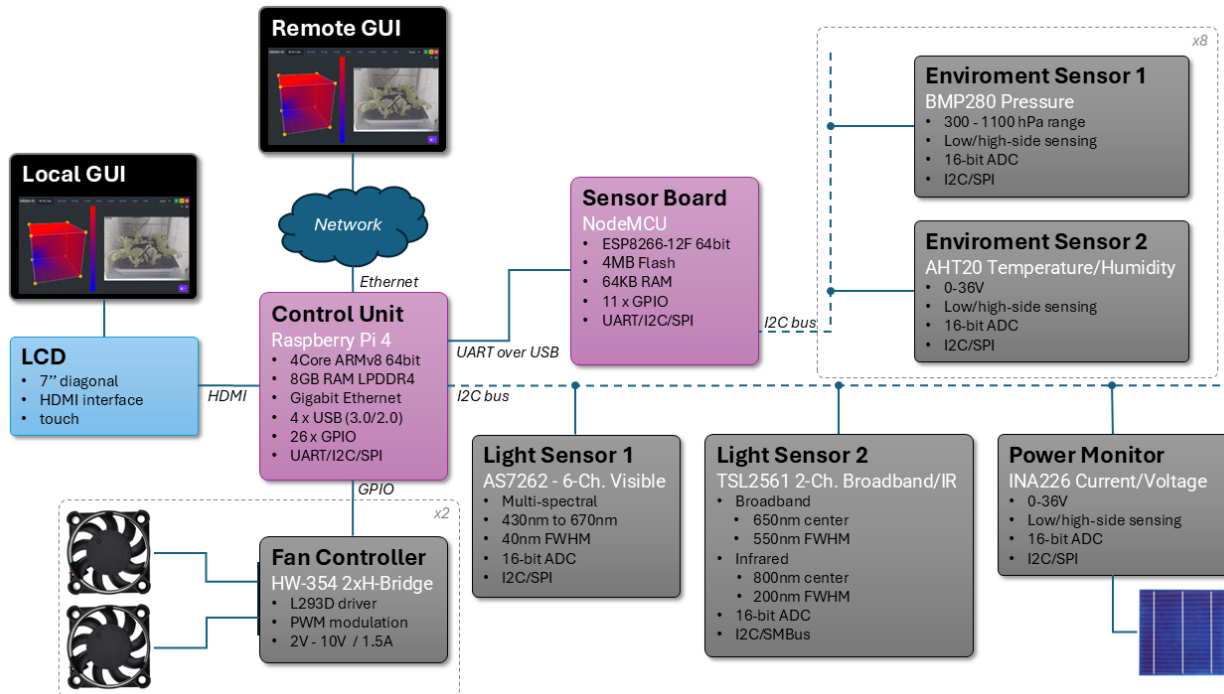 Remote GUI
x8
Enviroment Sensor 1
BMP280 Pressure
• 300 - 1100 hPa range
• Low/high-side sensing
• 16-bit ADC
• I2C/SPI
Local GUI
Network
Sensor Board
NodeMCU
• ESP8266-12F 64bit
• 4MB Flash
• 64KB RAM
• 11 x GPIO
• UART/I2C/SPI
Enviroment Sensor 2
AHT20 Temperature/Humidity
• 0-36V
• Low/high-side sensing
• 16-bit ADC
• I2C/SPI
Ethernet
I2C bus
Control Unit
Raspberry Pi 4
• 4Core ARMv8 64bit
• 8GB RAM LPDDR4
• Gigabit Ethernet
• 4 x USB (3.0/2.0)
• 26 x GPIO
• UART/I2C/SPI
UART over USB
LCD
• 7’’ diagonal
• HDMI interface
• touch
HDMI
I2C bus
GPIO
Light Sensor 1
AS7262 - 6-Ch. Visible
• Multi-spectral
• 430nm to 670nm
• 40nm FWHM
• 16-bit ADC
• I2C/SPI
Light Sensor 2
TSL2561 2-Ch. Broadband/IR
• Broadband
• 650nm center
• 550nm FWHM
• Infrared
• 800nm center
• 200nm FWHM
• 16-bit ADC
• I2C/SMBus
Power Monitor
INA226 Current/Voltage
• 0-36V
• Low/high-side sensing
• 16-bit ADC
• I2C/SPI
x2
Fan Controller
HW-354 2xH-Bridge
• L293D driver
• PWM modulation
• 2V - 10V / 1.5A